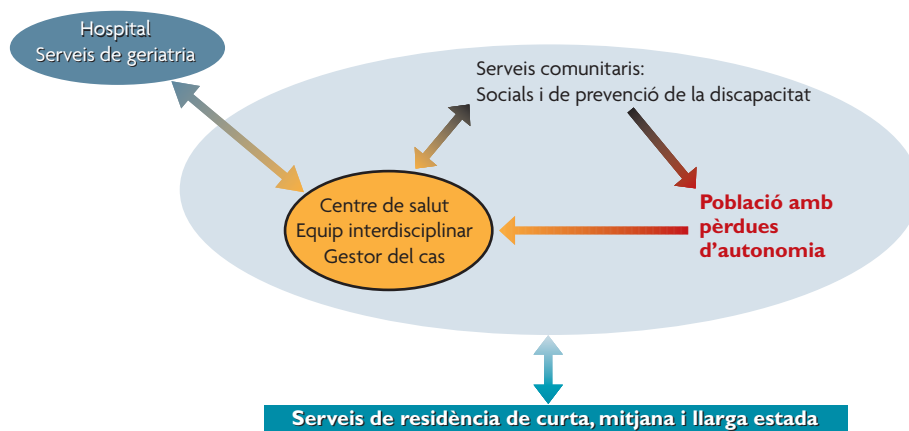 Hospital
Serveis de geriatria
Serveis comunitaris:
Socials i de prevenció de la discapacitat
Centre de salut
Equip interdisciplinar
Gestor del cas
Població amb
pèrdues
d’autonomia
Serveis de residència de curta, mitjana i llarga estada